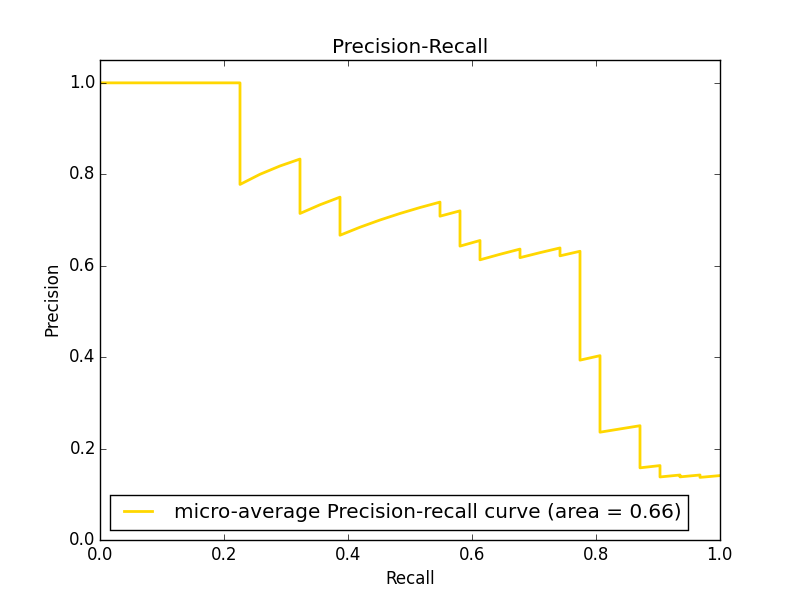 Precision-Recall
1.0
0.8
0.6
0.4
0.2
0.0
Precision
micro-average Precision-recall curve (area = 0.66)
0.0 0.2 0.4 0.6 0.8 1.0
Recall